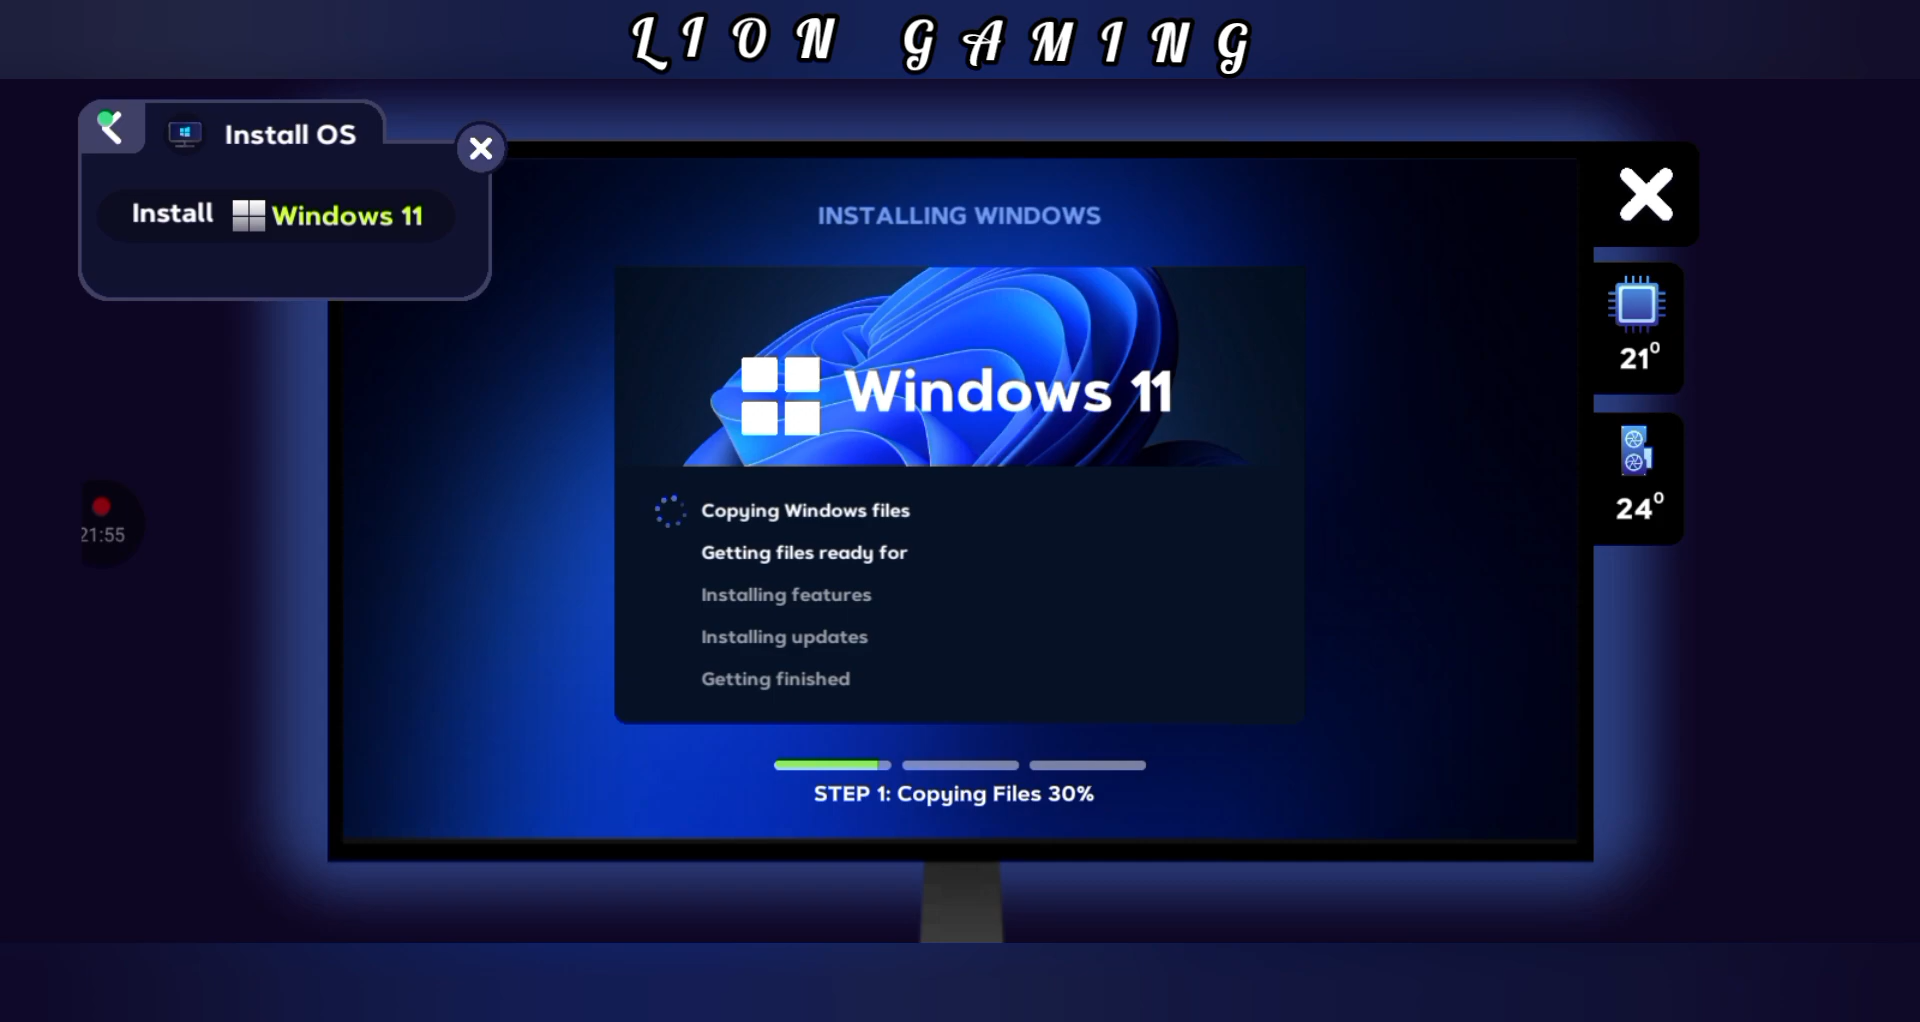 LION GAMING
Install OS
Install Windows 11
INSTALLING WINDOWS
Windows 11
Copying Windows files
Getting files ready for
Installing features
Installing updates
Getting finished
STEP 1: Copying Files 30%
21°
24°
21:55